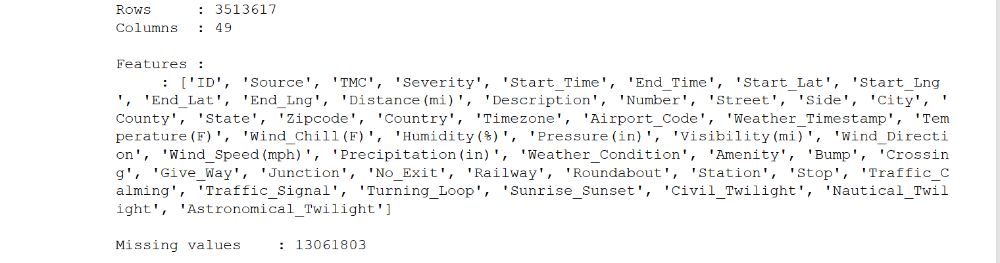 Rows     : 3513617
Columns  : 49
Features :
     : ['ID', 'Source', 'TMC', 'Severity', 'Start_Time', 'End_Time', 'Start_Lat', 'Start_Lng
', 'End_Lat', 'End_Lng', 'Distance(mi)', 'Description', 'Number', 'Street', 'Side', 'City', '
County', 'State', 'Zipcode', 'Country', 'Timezone', 'Airport_Code', 'Weather_Timestamp', 'Tem
perature(F)', 'Wind_Chill(F)', 'Humidity(%)', 'Pressure(in)', 'Visibility(mi)', 'Wind_Directi
on', 'Wind_Speed(mph)', 'Precipitation(in)', 'Weather_Condition', 'Amenity', 'Bump', 'Crossin
g', 'Give_Way', 'Junction', 'No_Exit', 'Railway', 'Roundabout', 'Station', 'Stop', 'Traffic_C
alming', 'Traffic_Signal', 'Turning_Loop', 'Sunrise_Sunset', 'Civil_Twilight', 'Nautical_Twil
ight', 'Astronomical_Twilight']
Missing values    : 13061803